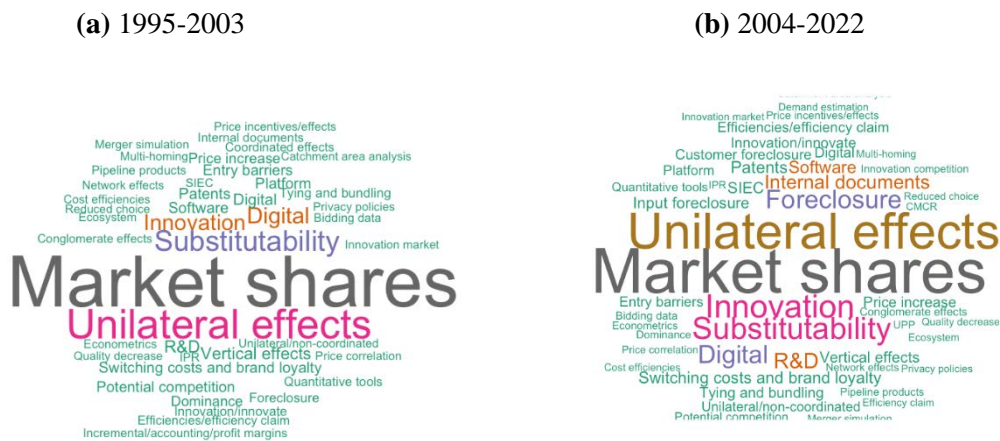 (a) 1995-2003
Price incentives/effects
Internal documents
Merger simulation
Coordinated effects
Multi-homing
Price increase
Catchment area analysis
Pipeline products
Entry barriers
Network effects
SIEC
Platform
Cost efficiencies
Patents
Digital
Tying and bundling
Reduced choice
Software
Privacy policies
Ecosystem
Innovation
Digital
Bidding data
Conglomerate effects
Substitutability
Innovation market
Market shares
Unilateral effects
Econometrics
R&D
Unilateral/non-coordinated
Quality decrease
IPR
Vertical effects
Price correlation
Switching costs and brand loyalty
Quantitative tools
Potential competition
Dominance
Foreclosure
Innovation/innovate
Efficiencies/efficiency claim
Incremental/accounting/profit margins
(b) 2004-2022
Demand estimation
Innovation market
Price incentives/effects
Efficiencies/efficiency claim
Innovation/innovate
Customer foreclosure
Digital
Multi-homing
Platform
Patents
Software
Innovation competition
Quantitative tools
IPR
SIEC
Internal documents
Input foreclosure
Foreclosure
Reduced choice
CMCR
Unilateral effects
Market shares
Entry barriers
Innovation
Price increase
Bidding data
Conglomerate effects
Econometrics
Substitutability
UPP
Quality decrease
Dominance
Ecosystem
Price correlation
Digital
R&D
Vertical effects
Cost efficiencies
Network effects
Privacy policies
Switching costs and brand loyalty
Tying and bundling
Pipeline products
Unilateral/non-coordinated
Efficiency claim
Potential competition
Merger simulation